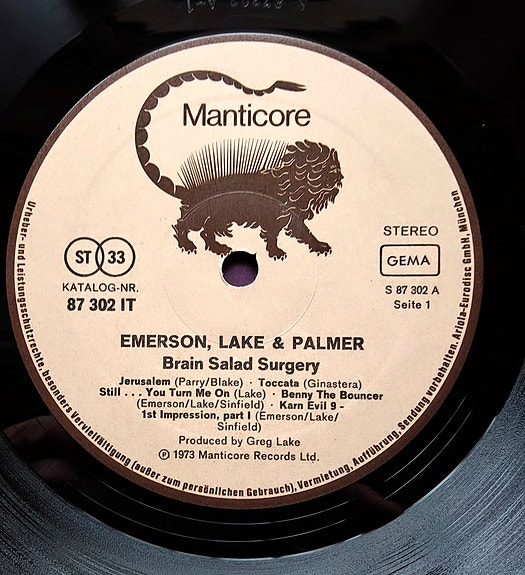 Manticore
ST 33
KATALOG-NR.
87 302 IT
STEREO
GEMA
S 87 302 A
Seite 1
EMERSON, LAKE & PALMER
Brain Salad Surgery
Jerusalem (Parry/Blake) · Toccata (Ginastera)
Still . . . You Turn Me On (Lake) · Benny The Bouncer
(Emerson/Lake/Sinfield) · Karn Evil 9 -
1st Impression, part I (Emerson/Lake/
Sinfield)
Produced by Greg Lake
℗ 1973 Manticore Records Ltd.
Urheber- und Leistungsschutzrechte, besonders Vervielfältigung (außer zum persönlichen Gebrauch), Vermietung, Aufführung, Sendung vorbehalten. Ariola-Eurodisc GmbH, München